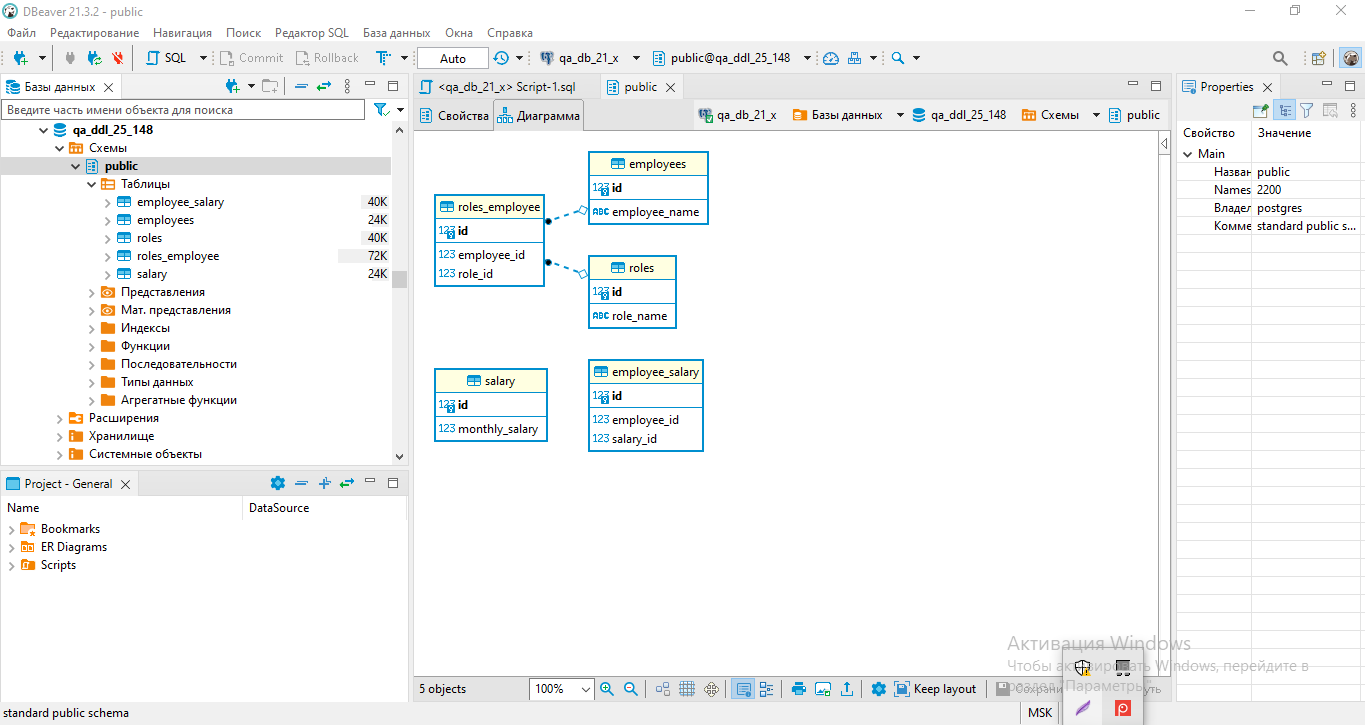 DBeaver 21.3.2 - public
Файл Редактирование Навигация Поиск Редактор SQL База данных Окна Справка
SQL Commit Rollback Auto qa_db_21_x public@qa_ddl_25_148
Базы данных
Введите часть имени объекта для поиска
qa_ddl_25_148
Схемы
public
Таблицы
employee_salary 40K
employees 24K
roles 40K
roles_employee 72K
salary 24K
Представления
Мат. представления
Индексы
Функции
Последовательности
Типы данных
Агрегатные функции
Расширения
Хранилище
Системные объекты
Project - General
Name DataSource
Bookmarks
ER Diagrams
Scripts
<qa_db_21_x> Script-1.sql public
Свойства Диаграмма qa_db_21_x Базы данных qa_ddl_25_148 Схемы public
employees
123 id
ABC employee_name
roles_employee
123 id
123 employee_id
123 role_id
roles
123 id
ABC role_name
salary
123 id
123 monthly_salary
employee_salary
123 id
123 employee_id
123 salary_id
5 objects 100% Keep layout Сохрани
Properties
Свойство Значение
Main
Назван public
Names 2200
Владел postgres
Комме standard public s...
Активация Windows
Чтобы активировать Windows, перейдите в
раздел "Параметры".
standard public schema MSK